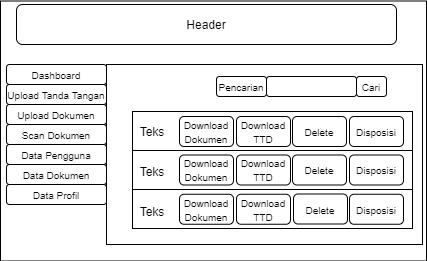 Header
Dashboard
Upload Tanda Tangan
Upload Dokumen
Scan Dokumen
Data Pengguna
Data Dokumen
Data Profil
Pencarian
Cari
Teks
Download
Dokumen
Download
TTD
Delete
Disposisi
Teks
Download
Dokumen
Download
TTD
Delete
Disposisi
Teks
Download
Dokumen
Download
TTD
Delete
Disposisi